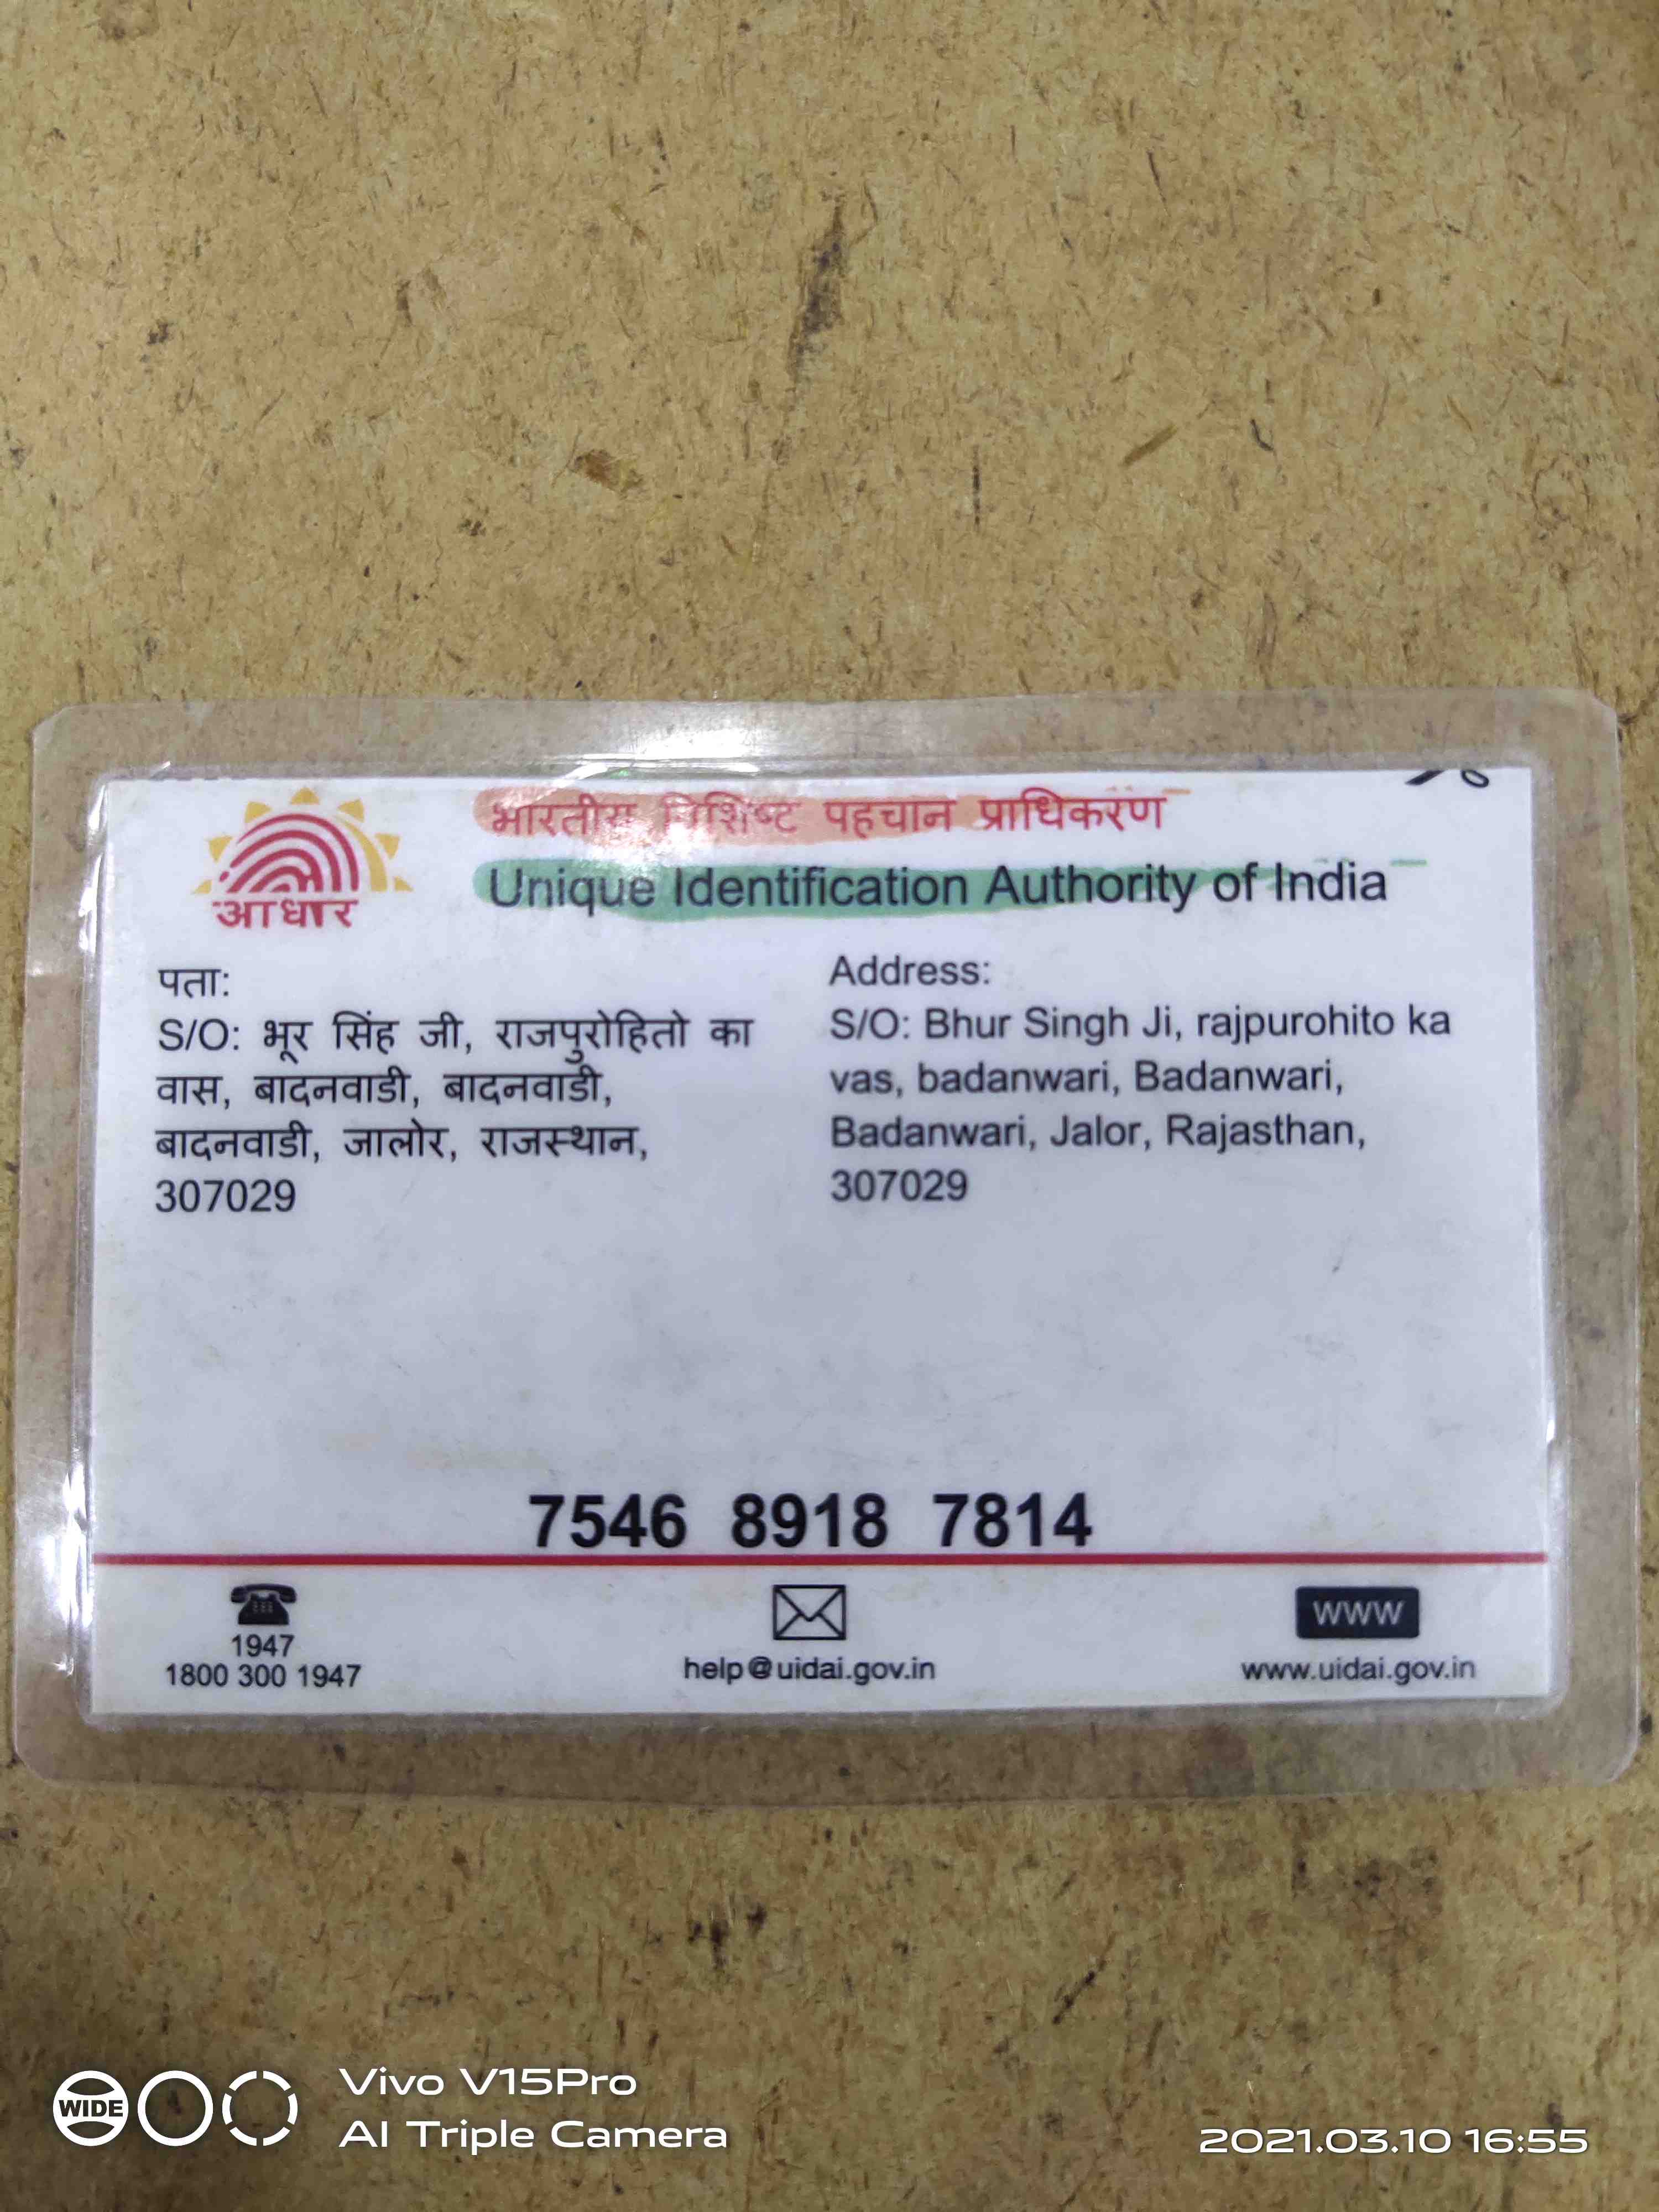 भारतीय विशिष्ट पहचान प्राधिकरण
Unique Identification Authority of India
आधार
पता:
S/O: भूर सिंह जी, राजपुरोहितो का
वास, बादनवाडी, बादनवाडी,
बादनवाडी, जालोर, राजस्थान,
307029
Address:
S/O: Bhur Singh Ji, rajpurohito ka
vas, badanwari, Badanwari,
Badanwari, Jalor, Rajasthan,
307029
7546 8918 7814
1947
1800 300 1947
help@uidai.gov.in
WWW
www.uidai.gov.in
WIDE
Vivo V15Pro
AI Triple Camera
2021.03.10 16:55